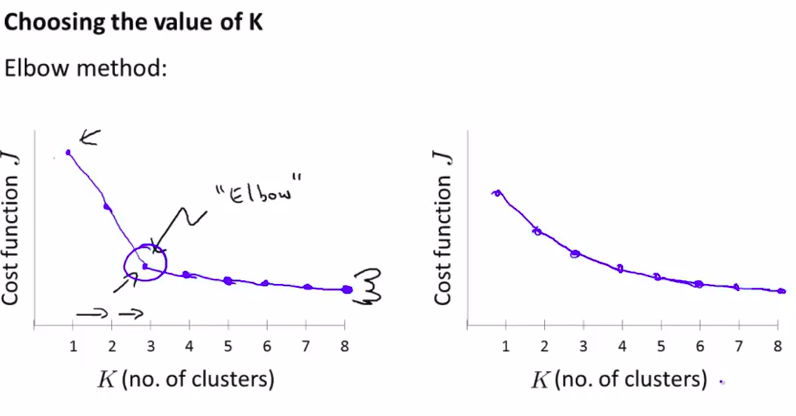 Choosing the value of K
Elbow method:
"Elbow"
Cost function J
1 2 3 4 5 6 7 8
K (no. of clusters)
Cost function J
1 2 3 4 5 6 7 8
K (no. of clusters)